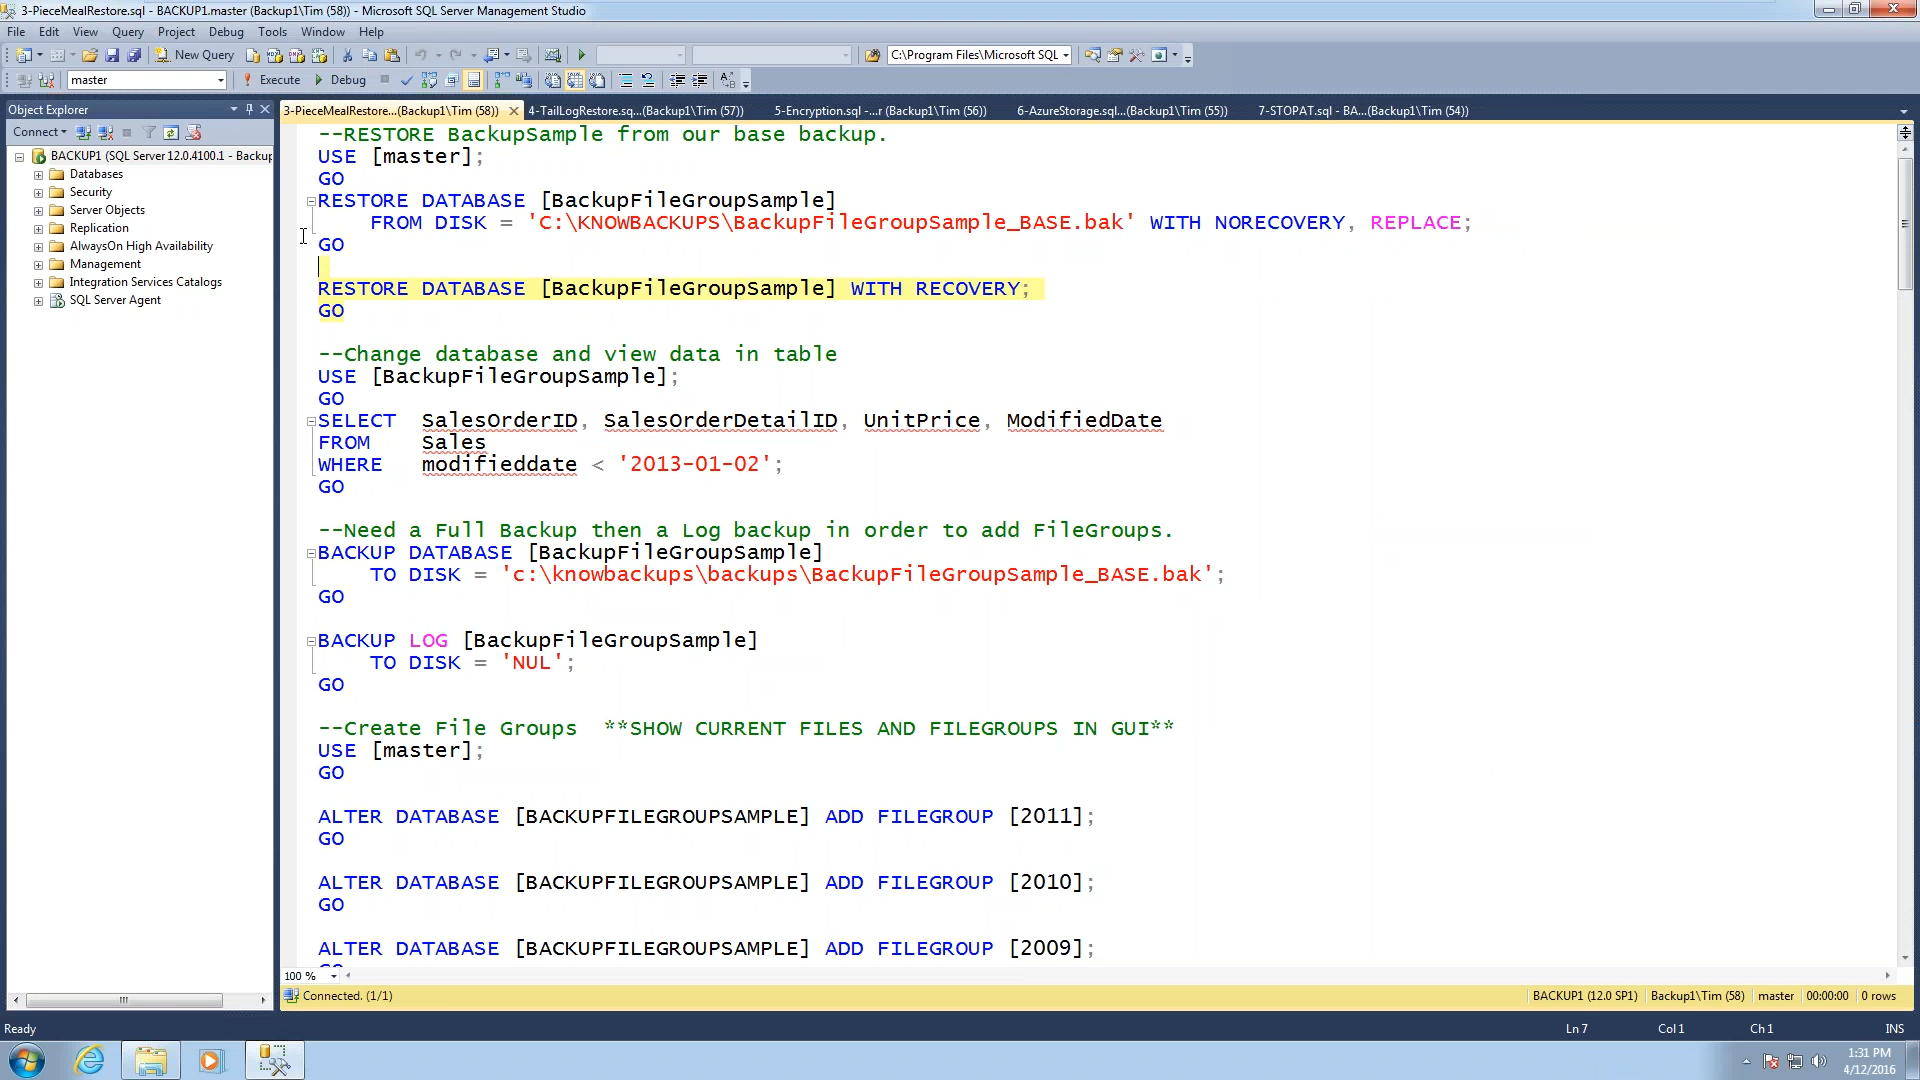 3-PieceMealRestore.sql - BACKUP1.master (Backup1\Tim (58)) - Microsoft SQL Server Management Studio
File Edit View Query Project Debug Tools Window Help
New Query C:\Program Files\Microsoft SQL
master Execute Debug
Object Explorer
3-PieceMealRestore...(Backup1\Tim (58)) 4-TailLogRestore.sq...(Backup1\Tim (57)) 5-Encryption.sql -...r (Backup1\Tim (56)) 6-AzureStorage.sql...(Backup1\Tim (55)) 7-STOPAT.sql - BA...(Backup1\Tim (54))
Connect
BACKUP1 (SQL Server 12.0.4100.1 - Backup
Databases
Security
Server Objects
Replication
AlwaysOn High Availability
Management
Integration Services Catalogs
SQL Server Agent
--RESTORE BackupSample from our base backup.
USE [master];
GO
RESTORE DATABASE [BackupFileGroupSample]
FROM DISK = 'C:\KNOWBACKUPS\BackupFileGroupSample_BASE.bak' WITH NORECOVERY, REPLACE;
GO
RESTORE DATABASE [BackupFileGroupSample] WITH RECOVERY;
GO
--Change database and view data in table
USE [BackupFileGroupSample];
GO
SELECT SalesOrderID, SalesOrderDetailID, UnitPrice, ModifiedDate
FROM Sales
WHERE modifieddate < '2013-01-02';
GO
--Need a Full Backup then a Log backup in order to add FileGroups.
BACKUP DATABASE [BackupFileGroupSample]
TO DISK = 'c:\knowbackups\backups\BackupFileGroupSample_BASE.bak';
GO
BACKUP LOG [BackupFileGroupSample]
TO DISK = 'NUL';
GO
--Create File Groups **SHOW CURRENT FILES AND FILEGROUPS IN GUI**
USE [master];
GO
ALTER DATABASE [BACKUPFILEGROUPSAMPLE] ADD FILEGROUP [2011];
GO
ALTER DATABASE [BACKUPFILEGROUPSAMPLE] ADD FILEGROUP [2010];
GO
ALTER DATABASE [BACKUPFILEGROUPSAMPLE] ADD FILEGROUP [2009];
GO
100 %
Connected. (1/1) BACKUP1 (12.0 SP1) Backup1\Tim (58) master 00:00:00 0 rows
Ready Ln 7 Col 1 Ch 1 INS
1:31 PM
4/12/2016